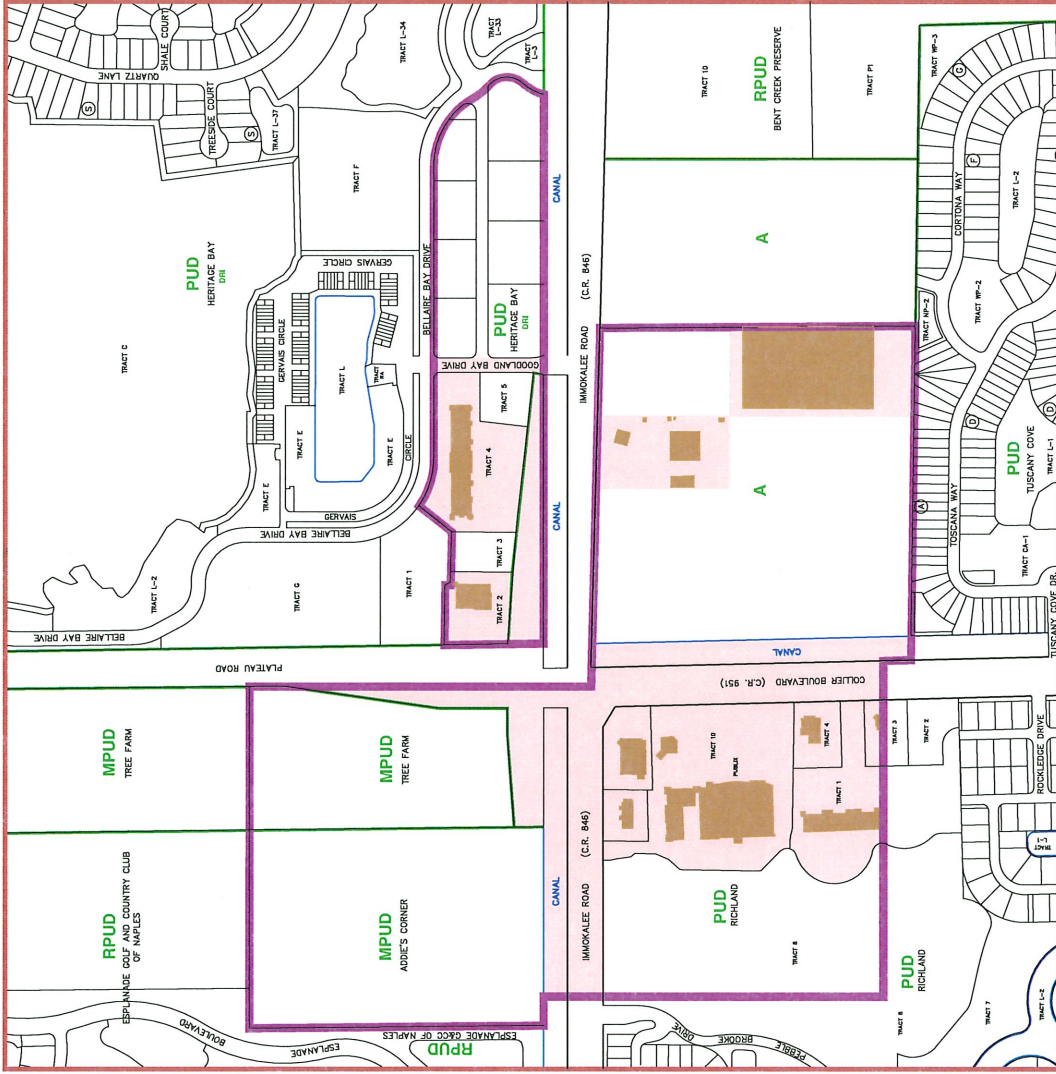 SHALE COURT
QUARTZ LANE
TREESIDE COURT
S
S
TRACT L-37
TRACT L-34
TRACT
L-33
TRACT
L-3
TRACT F
PUD
HERITAGE BAY
DRI
TRACT C
GERVAIS CIRCLE
GERVAIS CIRCLE
TRACT L
TRACT
RA
TRACT E
TRACT E
TRACT E
CIRCLE
GERVAIS
BELLAIRE BAY DRIVE
BELLAIRE BAY DRIVE
BELLAIRE BAY DRIVE
TRACT L-2
TRACT G
TRACT 1
PUD
HERITAGE BAY
DRI
GOODLAND BAY DRIVE
TRACT 5
TRACT 4
TRACT 3
TRACT 2
CANAL
CANAL
CANAL
PLATEAU ROAD
MPUD
TREE FARM
MPUD
TREE FARM
RPUD
ESPLANADE GOLF AND COUNTRY CLUB
OF NAPLES
MPUD
ADDIE'S CORNER
ESPLANADE
BOULEVARD
ESPLANADE G&CC OF NAPLES
RPUD
IMMOKALEE ROAD (C.R. 846)
IMMOKALEE ROAD (C.R. 846)
TRACT 10
RPUD
BENT CREEK PRESERVE
TRACT P1
A
A
CANAL
COLLIER BOULEVARD (C.R. 951)
TRACT 10
PUBLIX
TRACT 4
TRACT 1
TRACT 3
TRACT 2
PUD
RICHLAND
TRACT 8
PUD
RICHLAND
TRACT 8
TRACT 7
TRACT L-2
PEBBLE
BROOKE
DRIVE
ROCKLEDGE DRIVE
TRACT
L-1
TRACT WP-3
G
CORTONA WAY
F
TRACT L-2
TRACT WP-2
TRACT NP-2
TOSCANA WAY
A
D
D
PUD
TUSCANY COVE
TRACT L-1
TRACT CA-1
TUSCANY COVE DR.